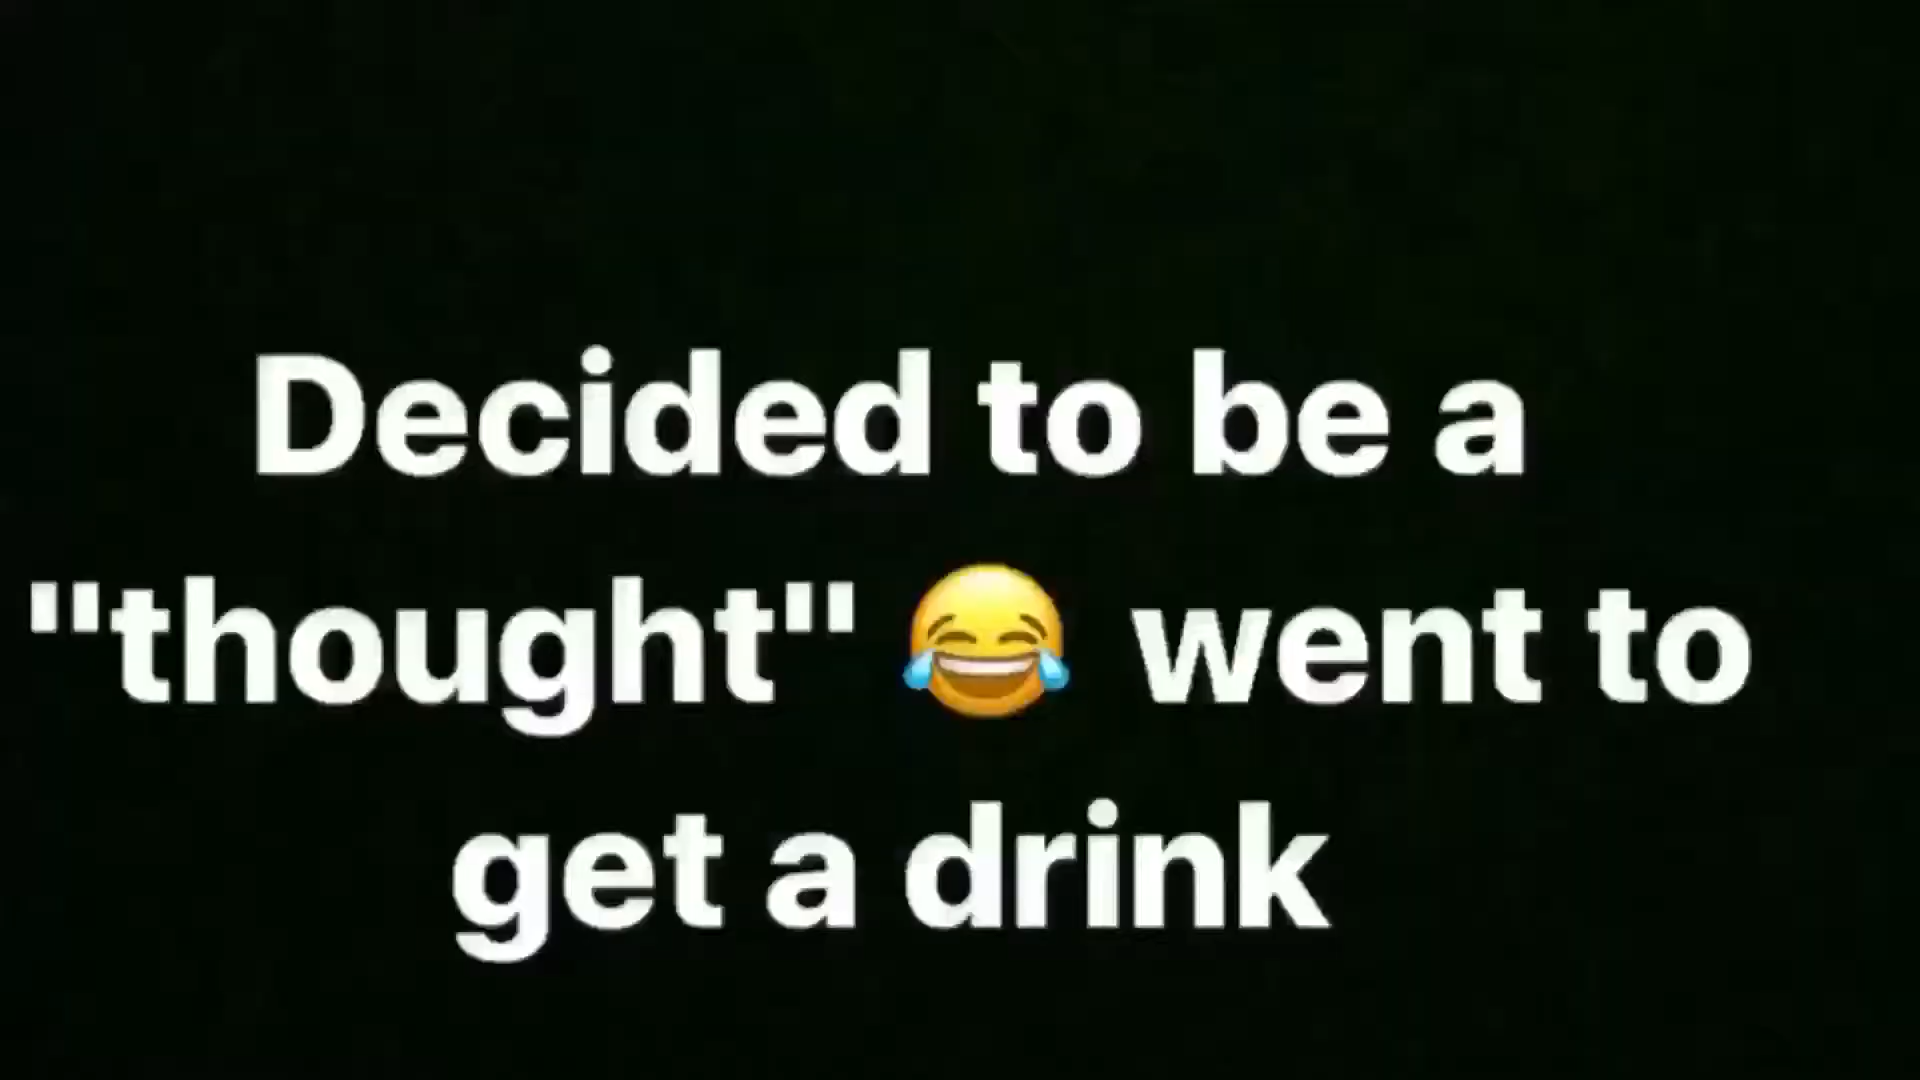 Decided to be a
"thought" 😂 went to
get a drink